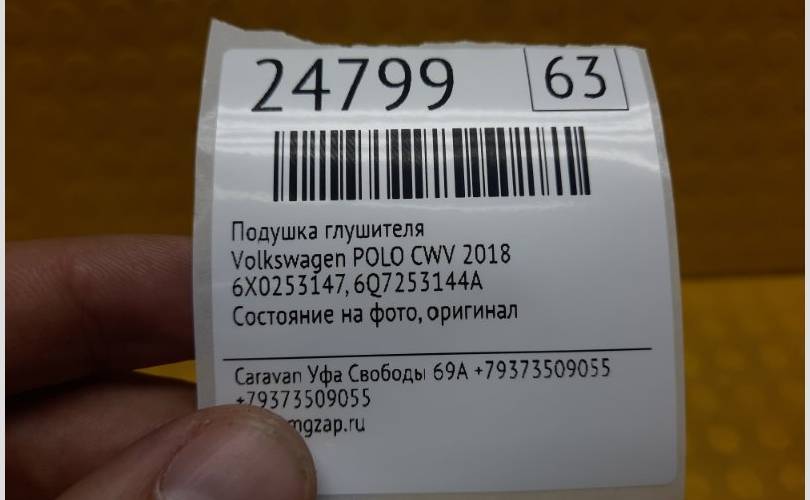 24799
63
Подушка глушителя
Volkswagen POLO CWV 2018
6X0253147, 6Q7253144A
Состояние на фото, оригинал
Caravan Уфа Свободы 69А +79373509055
+79373509055
mgzap.ru